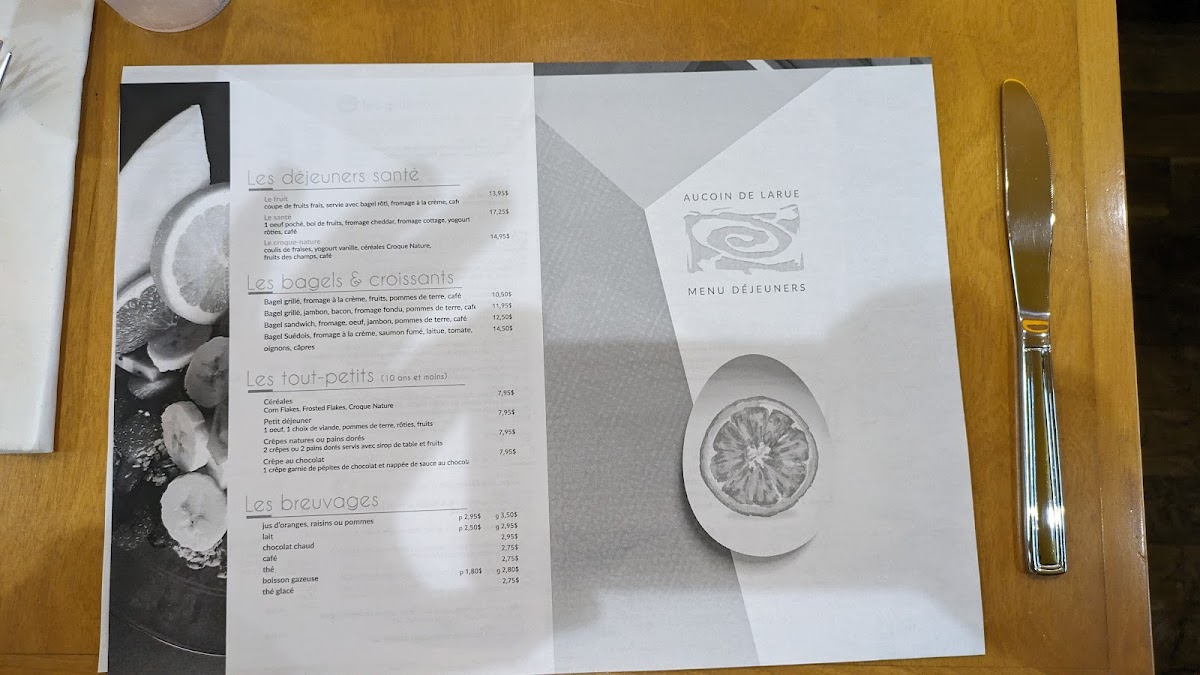 Les déjeuners santé
Le fruit 13,95$
coupe de fruits frais, servie avec bagel rôti, fromage à la crème, café
Le santé 17,25$
1 oeuf poché, bol de fruits, fromage cheddar, fromage cottage, yogourt
rôties, café
Le croque-nature 14,95$
coulis de fraises, yogourt vanille, céréales Croque Nature,
fruits des champs, café
Les bagels & croissants
Bagel grillé, fromage à la crème, fruits, pommes de terre, café 10,50$
Bagel grillé, jambon, bacon, fromage fondu, pommes de terre, café 11,95$
Bagel sandwich, fromage, oeuf, jambon, pommes de terre, café 12,50$
Bagel Suédois, fromage à la crème, saumon fumé, laitue, tomate, 14,50$
oignons, câpres
Les tout-petits (10 ans et moins)
Céréales 7,95$
Corn Flakes, Frosted Flakes, Croque Nature
Petit déjeuner 7,95$
1 oeuf, 1 choix de viande, pommes de terre, rôties, fruits
Crêpes natures ou pains dorés 7,95$
2 crêpes ou 2 pains dorés servis avec sirop de table et fruits
Crêpe au chocolat 7,95$
1 crêpe garnie de pépites de chocolat et nappée de sauce au chocola
Les breuvages
jus d'oranges, raisins ou pommes p 2,95$ g 3,50$
lait p 2,50$ g 2,95$
chocolat chaud 2,95$
café 2,75$
thé 2,75$
boisson gazeuse p 1,80$ g 2,80$
thé glacé 2,75$
AUCOIN DE LARUE
MENU DÉJEUNERS